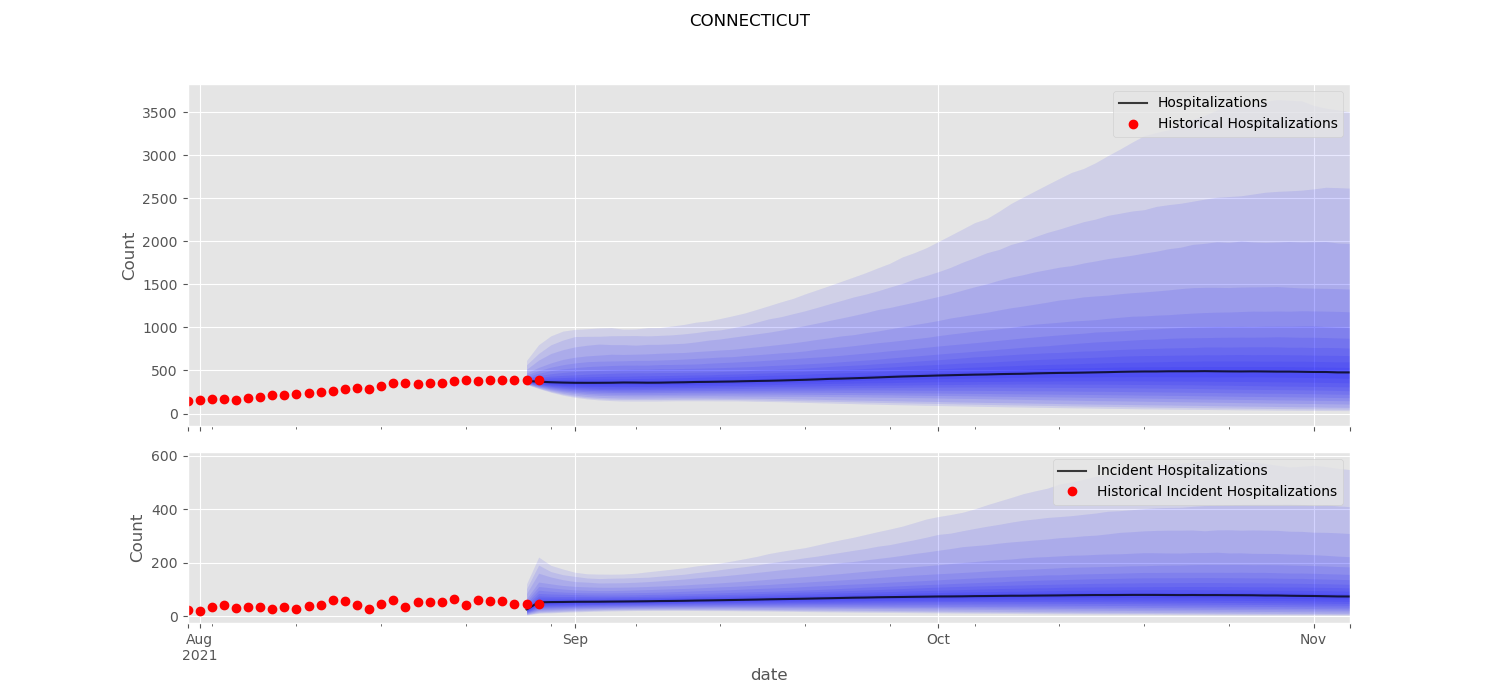 CONNECTICUT
3500
3000
2500
2000
1500
1000
500
0
Count
Hospitalizations
Historical Hospitalizations
600
400
200
0
Count
Incident Hospitalizations
Historical Incident Hospitalizations
Aug
2021
Sep
Oct
Nov
date